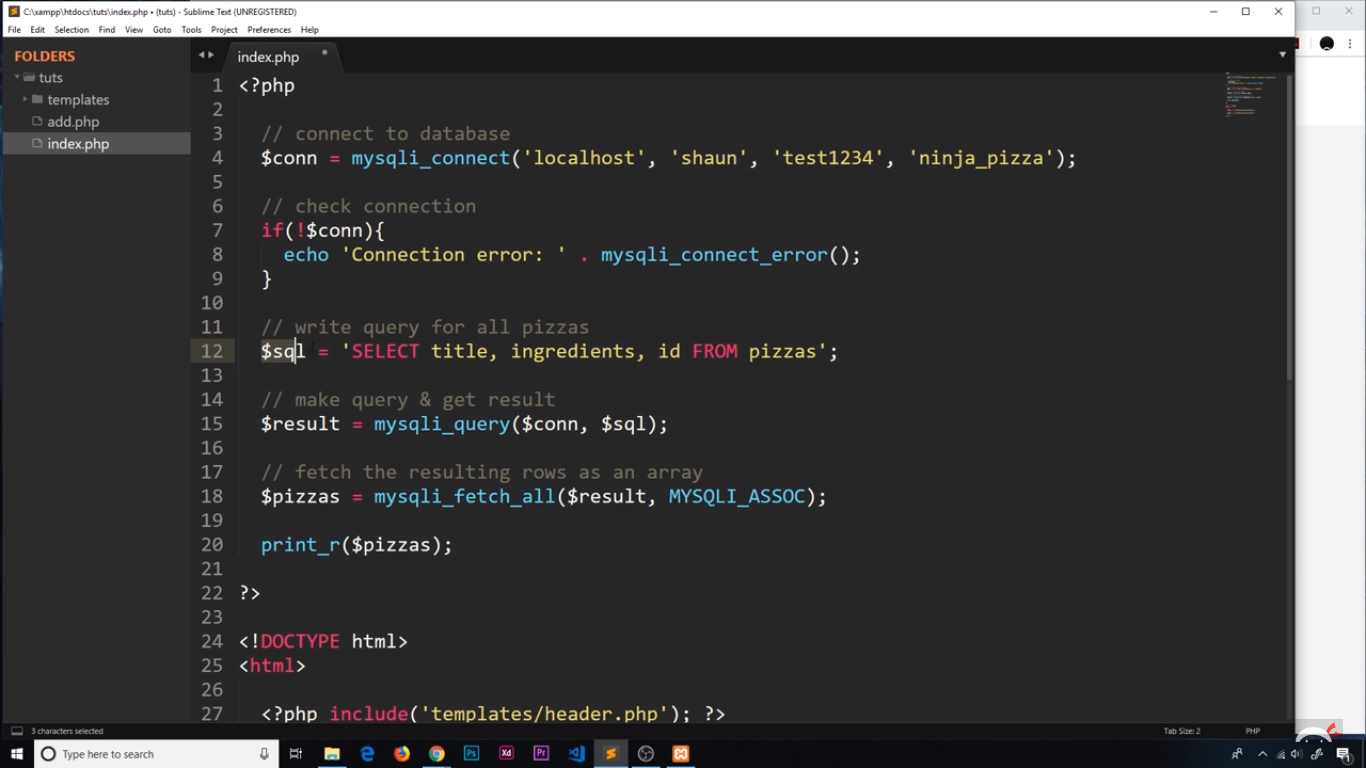 C:\xampp\htdocs\tuts\index.php • (tuts) - Sublime Text (UNREGISTERED)
File Edit Selection Find View Goto Tools Project Preferences Help
FOLDERS
tuts
templates
add.php
index.php
index.php
1 <?php
2
3 // connect to database
4 $conn = mysqli_connect('localhost', 'shaun', 'test1234', 'ninja_pizza');
5
6 // check connection
7 if(!$conn){
8 echo 'Connection error: ' . mysqli_connect_error();
9 }
10
11 // write query for all pizzas
12 $sql = 'SELECT title, ingredients, id FROM pizzas';
13
14 // make query & get result
15 $result = mysqli_query($conn, $sql);
16
17 // fetch the resulting rows as an array
18 $pizzas = mysqli_fetch_all($result, MYSQLI_ASSOC);
19
20 print_r($pizzas);
21
22 ?>
23
24 <!DOCTYPE html>
25 <html>
26
27 <?php include('templates/header.php'); ?>
3 characters selected
Tab Size: 2
PHP
Type here to search
Ps
Xd
Pr